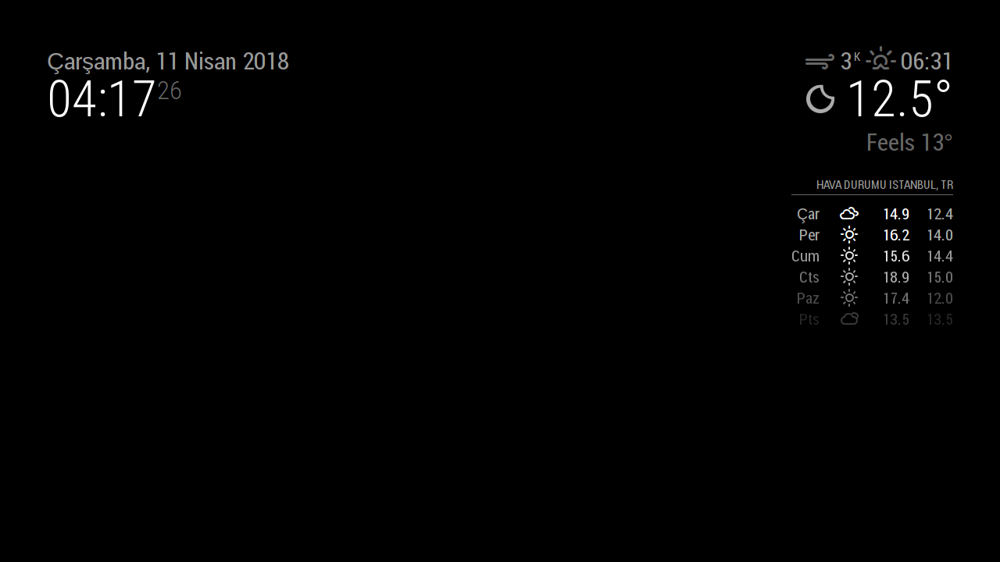 Çarşamba, 11 Nisan 2018
04:17 26
3 K 06:31
12.5°
Feels 13°
HAVA DURUMU ISTANBUL, TR
Çar 14.9 12.4
Per 16.2 14.0
Cum 15.6 14.4
Cts 18.9 15.0
Paz 17.4 12.0
Pts 13.5 13.5